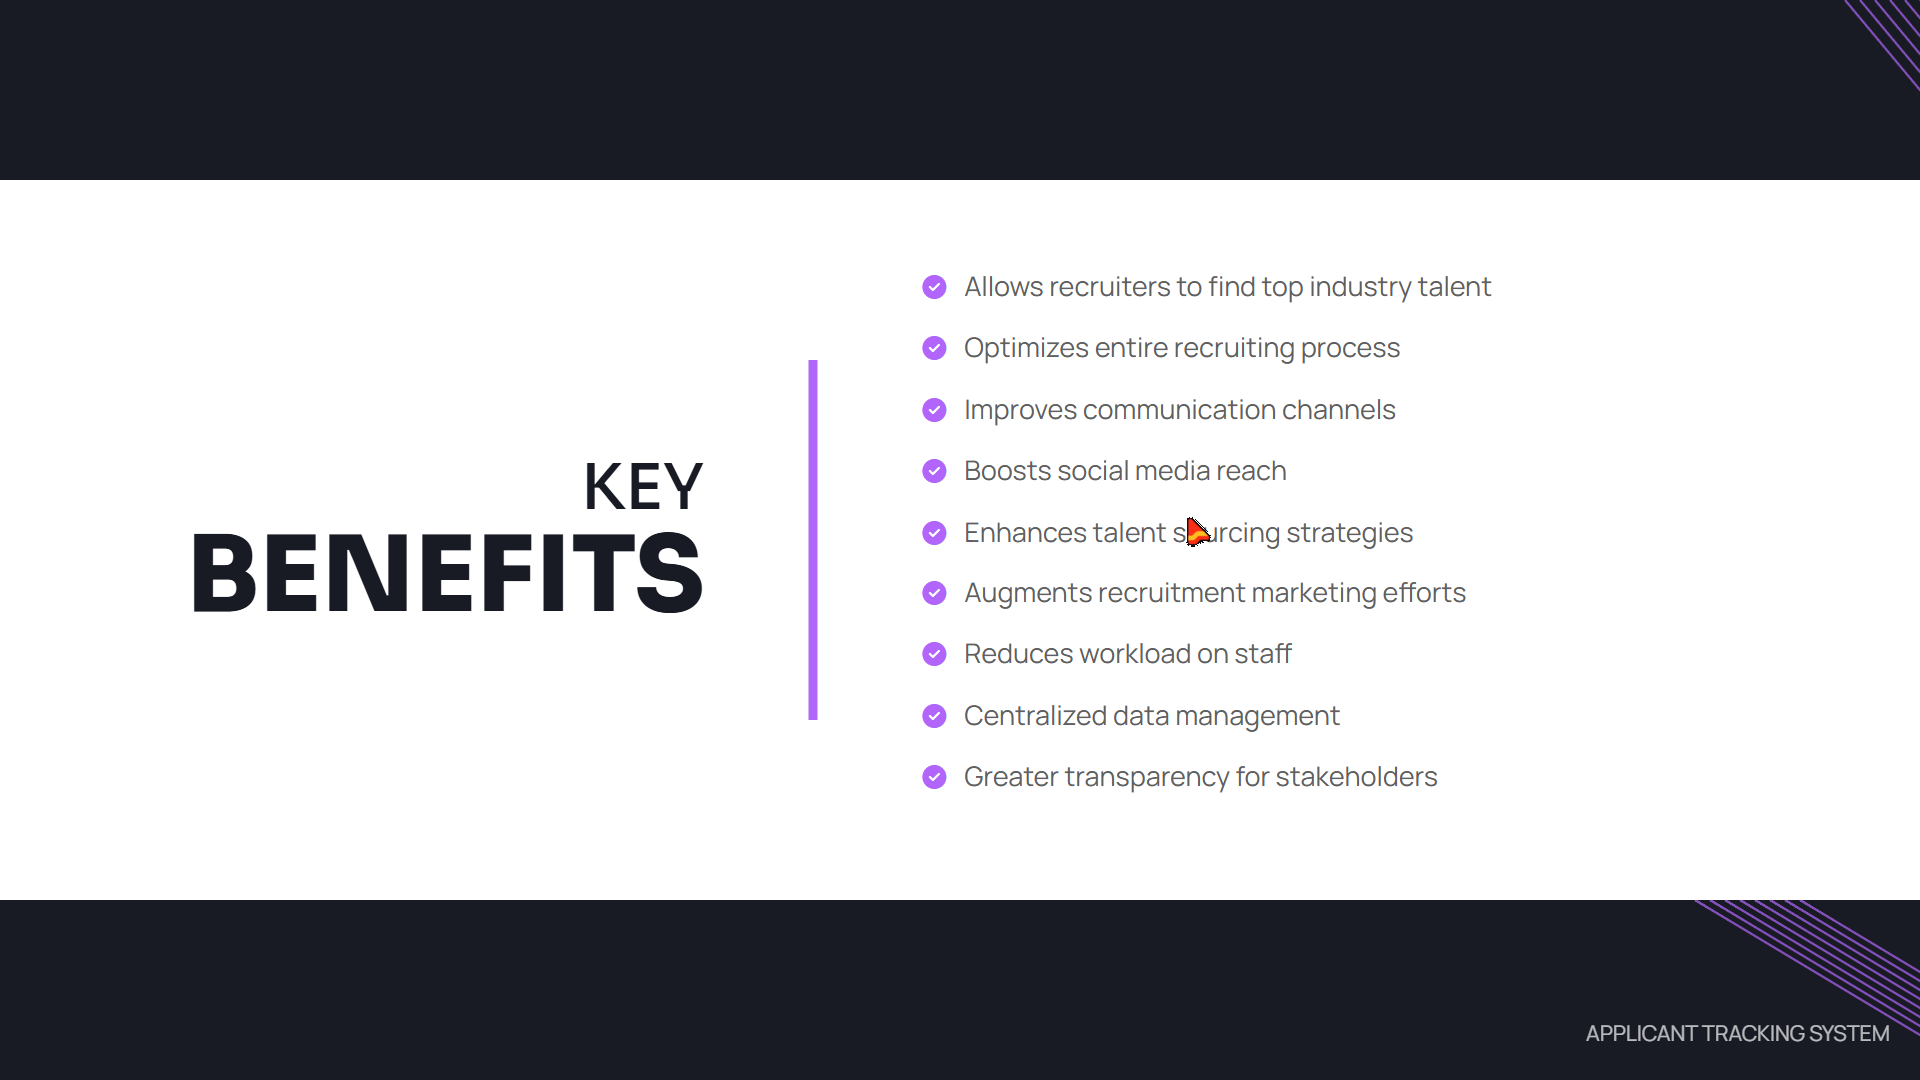 KEY
BENEFITS
Allows recruiters to find top industry talent
Optimizes entire recruiting process
Improves communication channels
Boosts social media reach
Enhances talent sourcing strategies
Augments recruitment marketing efforts
Reduces workload on staff
Centralized data management
Greater transparency for stakeholders
APPLICANT TRACKING SYSTEM